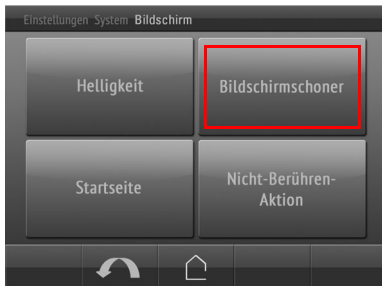 Einstellungen System Bildschirm
Helligkeit
Bildschirmschoner
Startseite
Nicht-Berühren-
Aktion